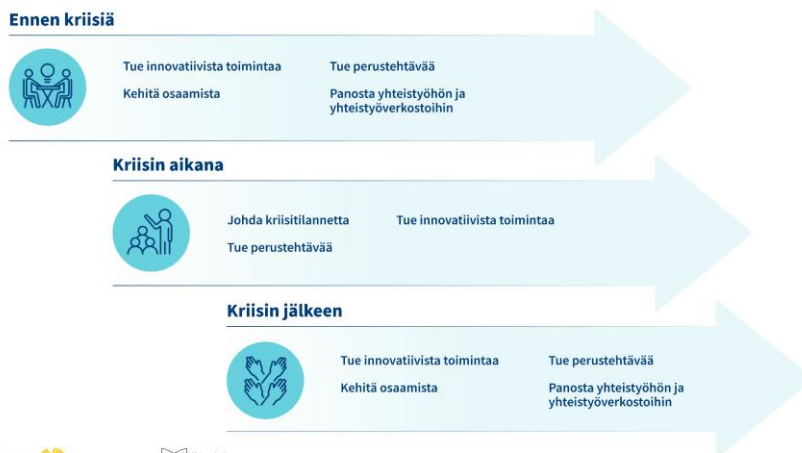 Ennen kriisiä
Tue innovatiivista toimintaa
Tue perustehtävää
Kehitä osaamista
Panosta yhteistyöhön ja
yhteistyöverkostoihin
Kriisin aikana
Johda kriisitilannetta
Tue innovatiivista toimintaa
Tue perustehtävää
Kriisin jälkeen
Tue innovatiivista toimintaa
Tue perustehtävää
Kehitä osaamista
Panosta yhteistyöhön ja
yhteistyöverkostoihin